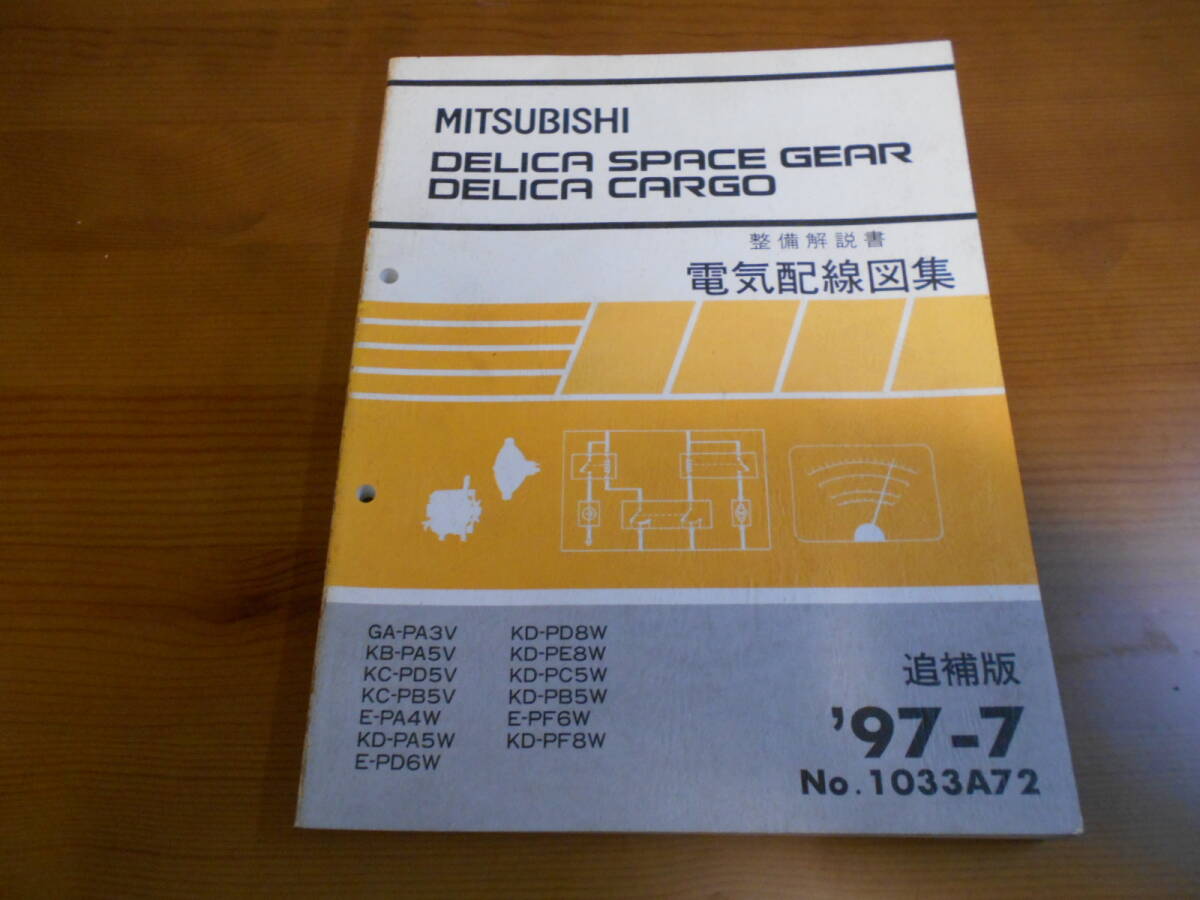 MITSUBISHI
DELICA SPACE GEAR
DELICA CARGO
整備解説書
電気配線図集
GA-PA3V
KB-PA5V
KC-PD5V
KC-PB5V
E-PA4W
KD-PA5W
E-PD6W
KD-PD8W
KD-PE8W
KD-PC5W
KD-PB5W
E-PF6W
KD-PF8W
追補版
'97-7
No.1033A72